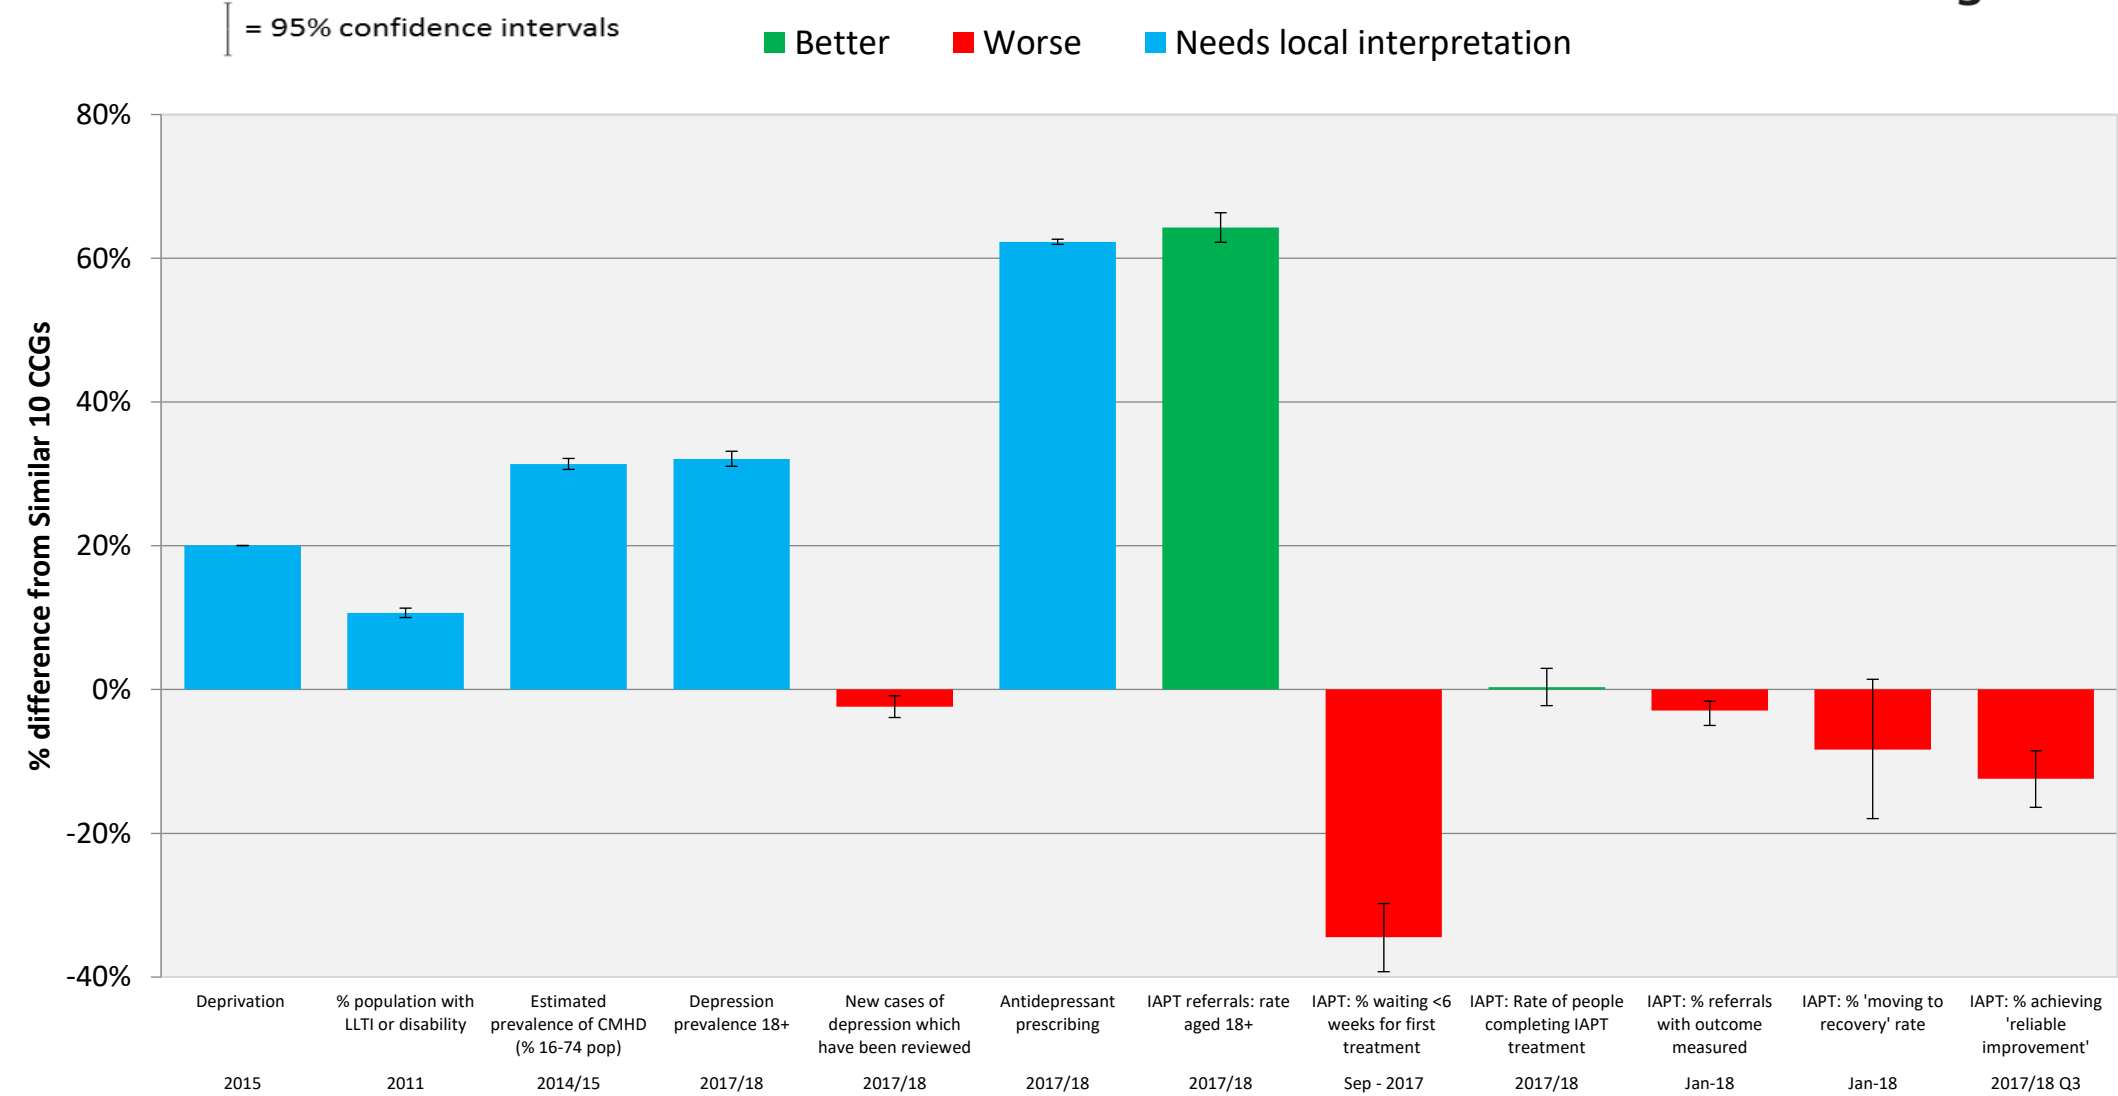 = 95% confidence intervals
Better
Worse
Needs local interpretation
% difference from Similar 10 CCGs
80%
60%
40%
20%
0%
-20%
-40%
Deprivation
2015
% population with
LLTI or disability
2011
Estimated
prevalence of CMHD
(% 16-74 pop)
2014/15
Depression
prevalence 18+
2017/18
New cases of
depression which
have been reviewed
2017/18
Antidepressant
prescribing
2017/18
IAPT referrals: rate
aged 18+
2017/18
IAPT: % waiting <6
weeks for first
treatment
Sep - 2017
IAPT: Rate of people
completing IAPT
treatment
2017/18
IAPT: % referrals
with outcome
measured
Jan-18
IAPT: % 'moving to
recovery' rate
Jan-18
IAPT: % achieving
'reliable
improvement'
2017/18 Q3